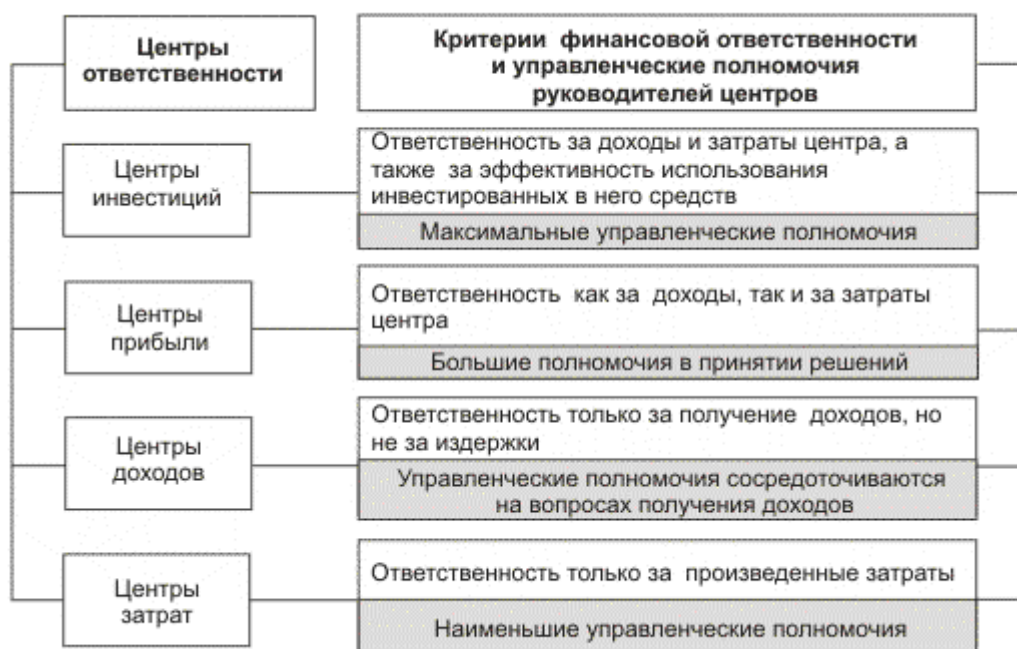 Центры
ответственности
Критерии финансовой ответственности
и управленческие полномочия
руководителей центров
Центры
инвестиций
Ответственность за доходы и затраты центра, а
также за эффективность использования
инвестированных в него средств
Максимальные управленческие полномочия
Центры
прибыли
Ответственность как за доходы, так и за затраты
центра
Большие полномочия в принятии решений
Центры
доходов
Ответственность только за получение доходов, но
не за издержки
Управленческие полномочия сосредоточиваются
на вопросах получения доходов
Центры
затрат
Ответственность только за произведенные затраты
Наименьшие управленческие полномочия